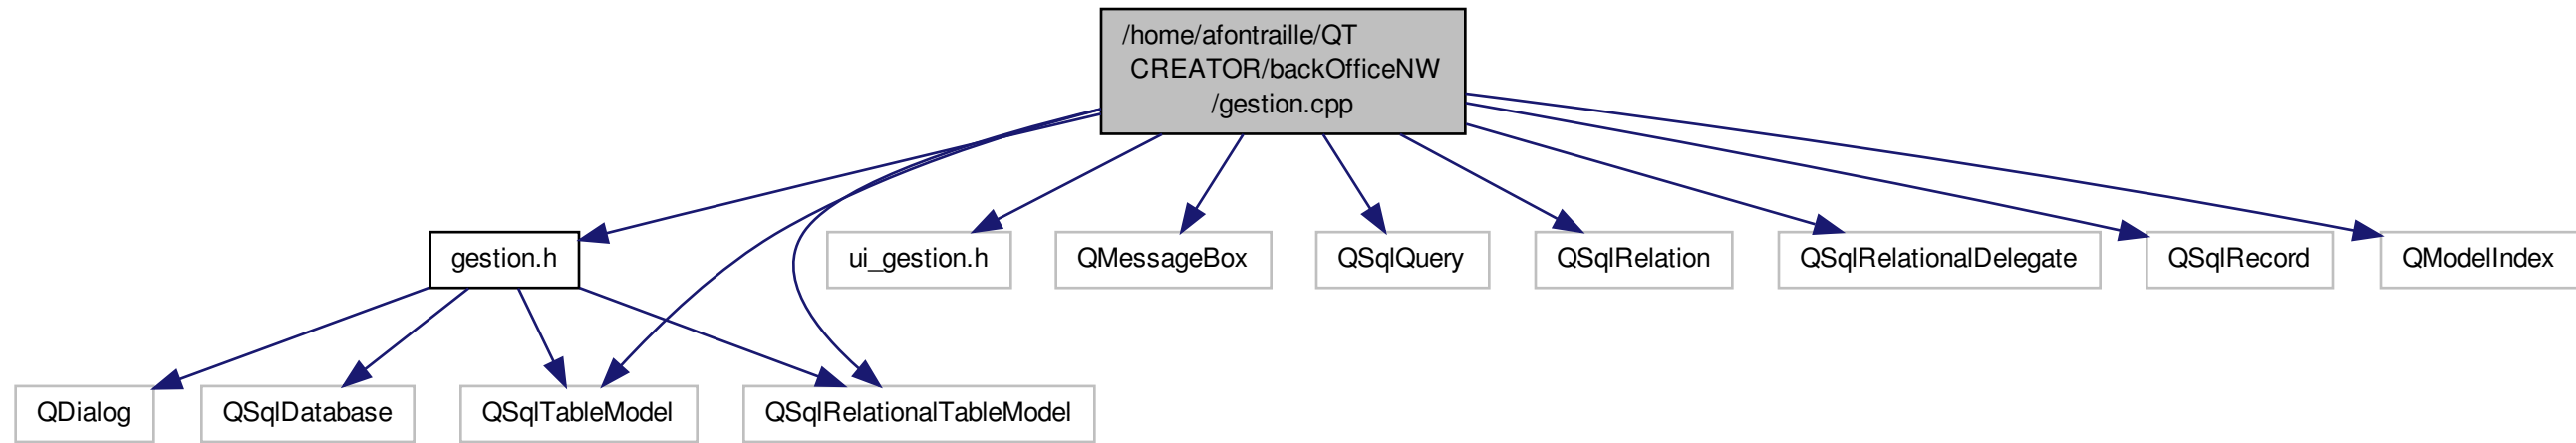 /home/afontraille/QT
CREATOR/backOfficeNW
/gestion.cpp
gestion.h
ui_gestion.h
QMessageBox
QSqlQuery
QSqlRelation
QSqlRelationalDelegate
QSqlRecord
QModelIndex
QDialog
QSqlDatabase
QSqlTableModel
QSqlRelationalTableModel